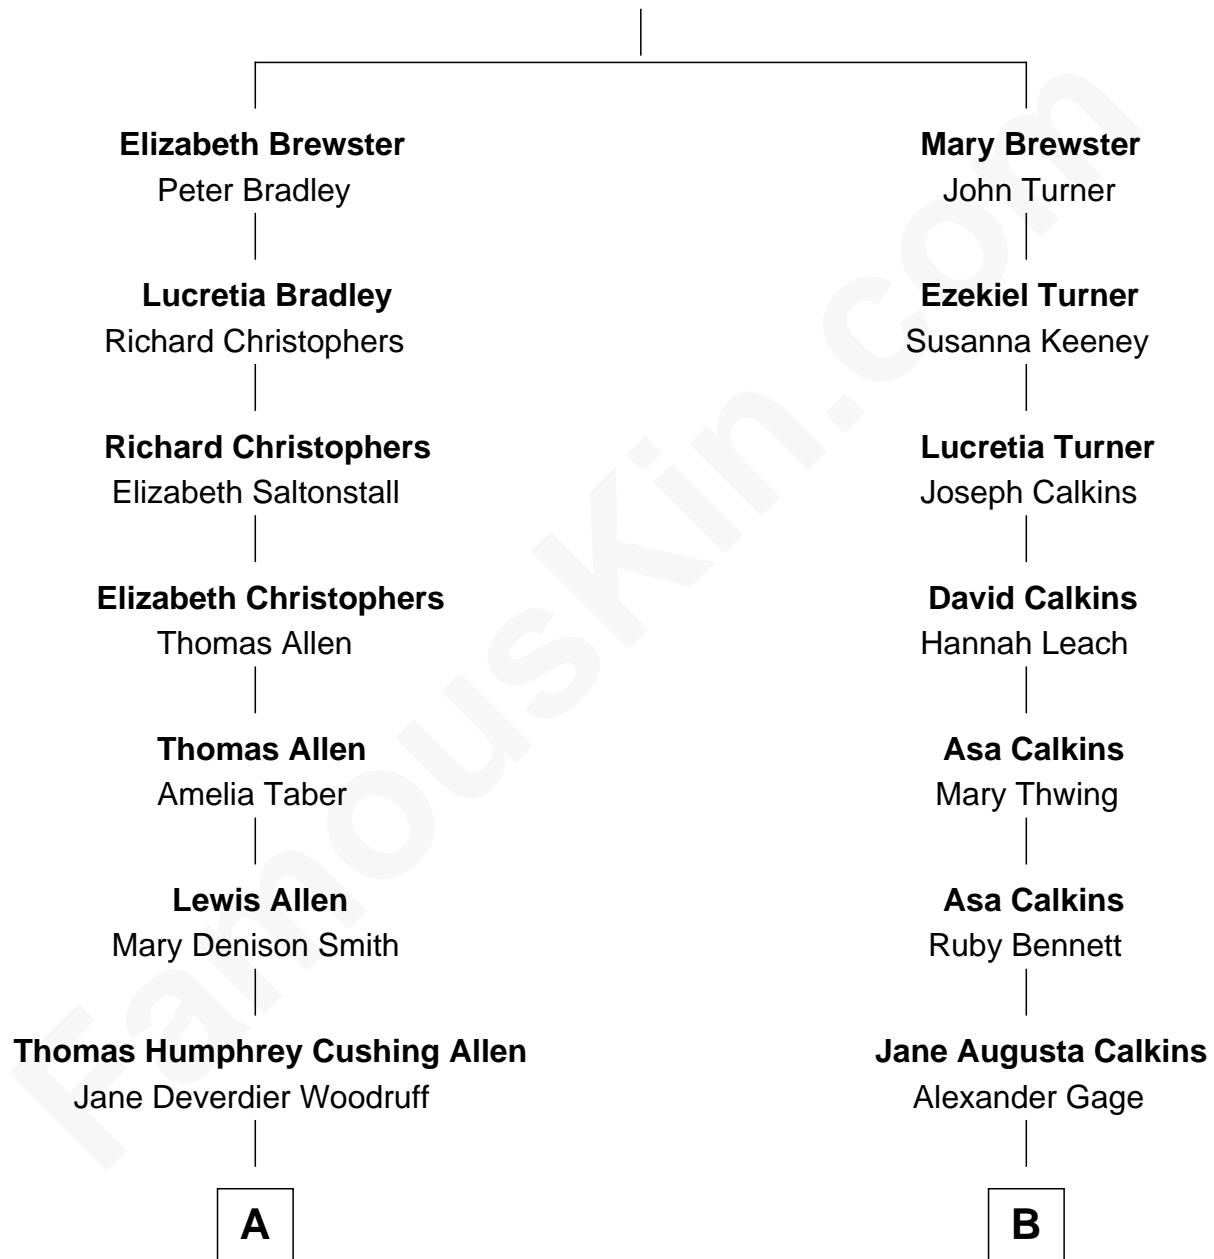 Elizabeth Brewster
Peter Bradley
Lucretia Bradley
Richard Christophers
Richard Christophers
Elizabeth Saltonstall
Elizabeth Christophers
Thomas Allen
Thomas Allen
Amelia Taber
Lewis Allen
Mary Denison Smith
Thomas Humphrey Cushing Allen
Jane Deverdier Woodruff
A
Mary Brewster
John Turner
Ezekiel Turner
Susanna Keeney
Lucretia Turner
Joseph Calkins
David Calkins
Hannah Leach
Asa Calkins
Mary Thwing
Asa Calkins
Ruby Bennett
Jane Augusta Calkins
Alexander Gage
B
FamousKin.com